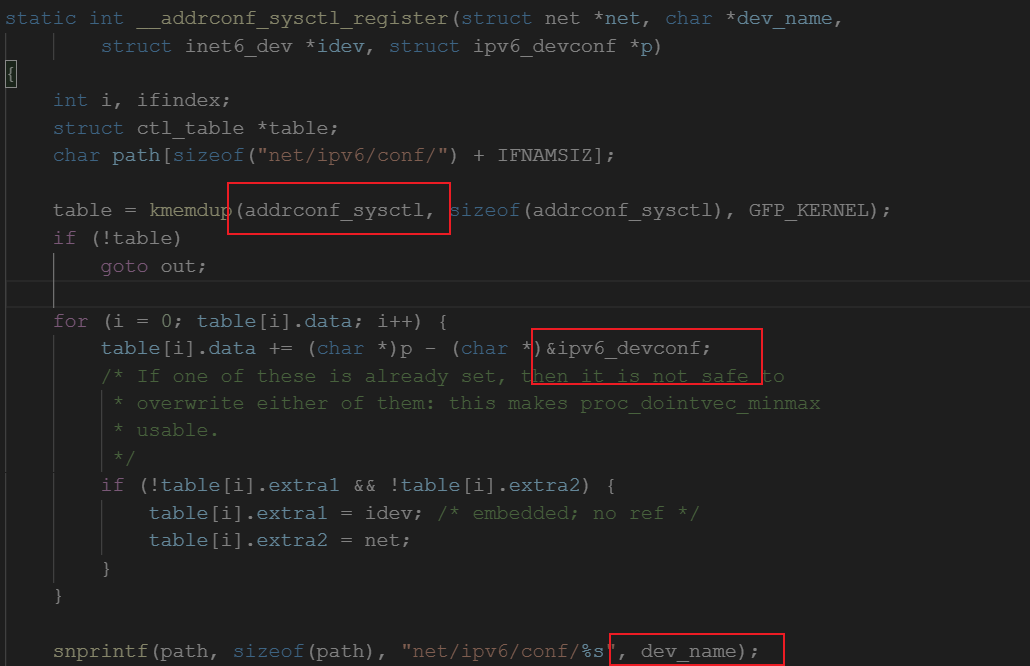 static int __addrconf_sysctl_register(struct net *net, char *dev_name,
        struct inet6_dev *idev, struct ipv6_devconf *p)
{
    int i, ifindex;
    struct ctl_table *table;
    char path[sizeof("net/ipv6/conf/") + IFNAMSIZ];

    table = kmemdup(addrconf_sysctl, sizeof(addrconf_sysctl), GFP_KERNEL);
    if (!table)
        goto out;

    for (i = 0; table[i].data; i++) {
        table[i].data += (char *)p - (char *)&ipv6_devconf;
        /* If one of these is already set, then it is not safe to
         * overwrite either of them: this makes proc_dointvec_minmax
         * usable.
         */
        if (!table[i].extra1 && !table[i].extra2) {
            table[i].extra1 = idev; /* embedded; no ref */
            table[i].extra2 = net;
        }
    }

    snprintf(path, sizeof(path), "net/ipv6/conf/%s", dev_name);